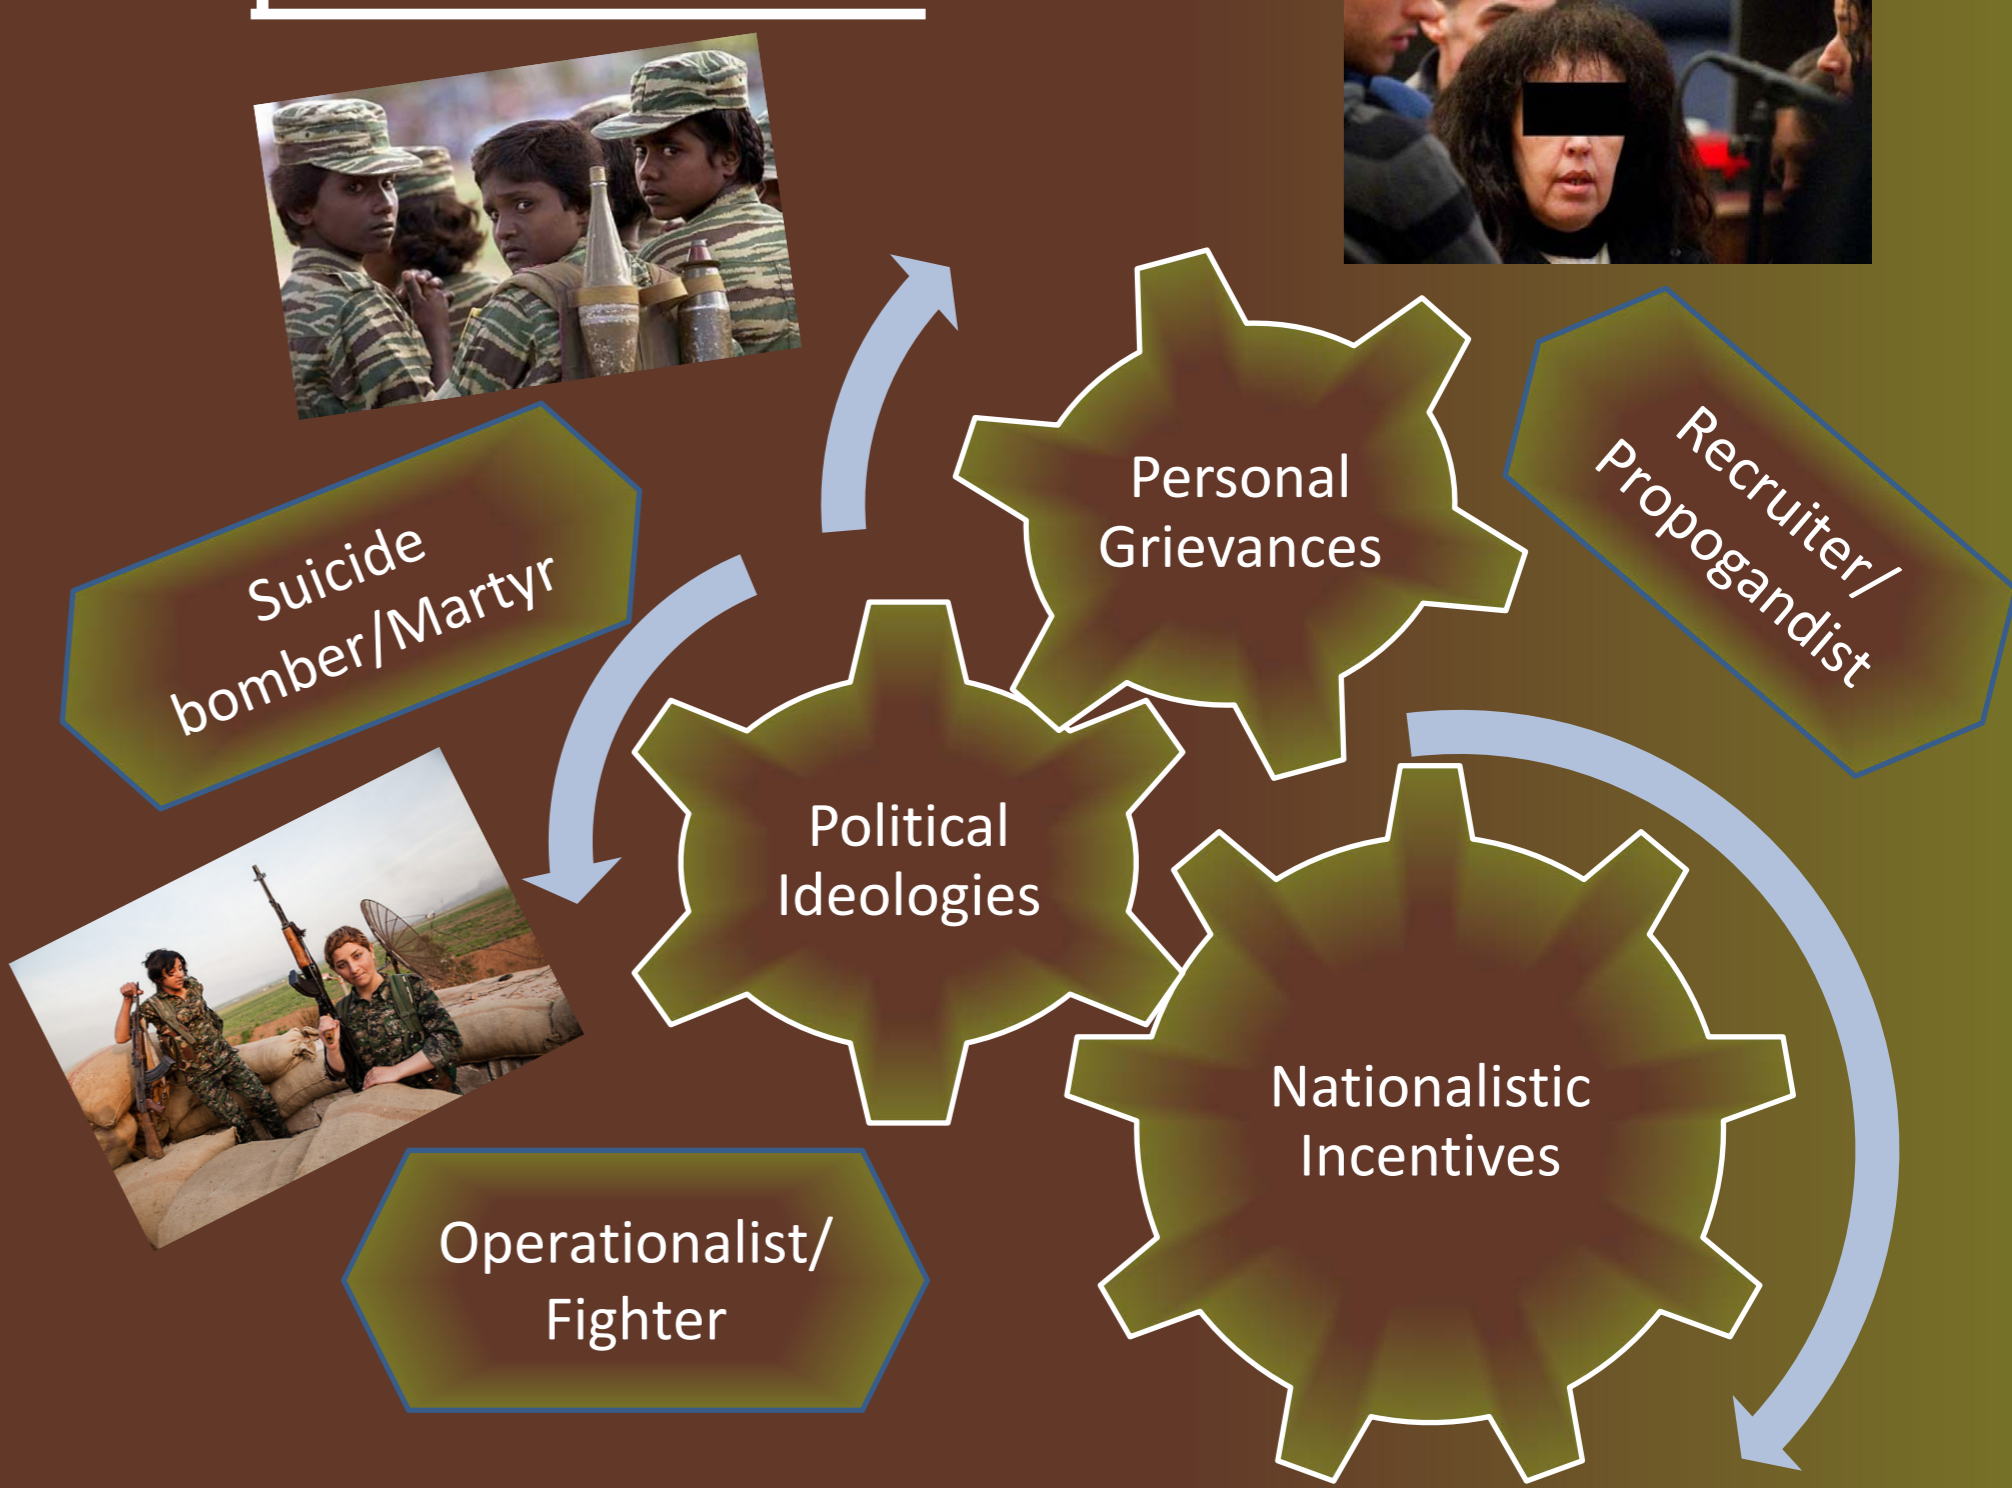 Personal
Grievances
Recruiter/
Propogandist
Suicide
bomber/Martyr
Political
Ideologies
Nationalistic
Incentives
Operationalist/
Fighter